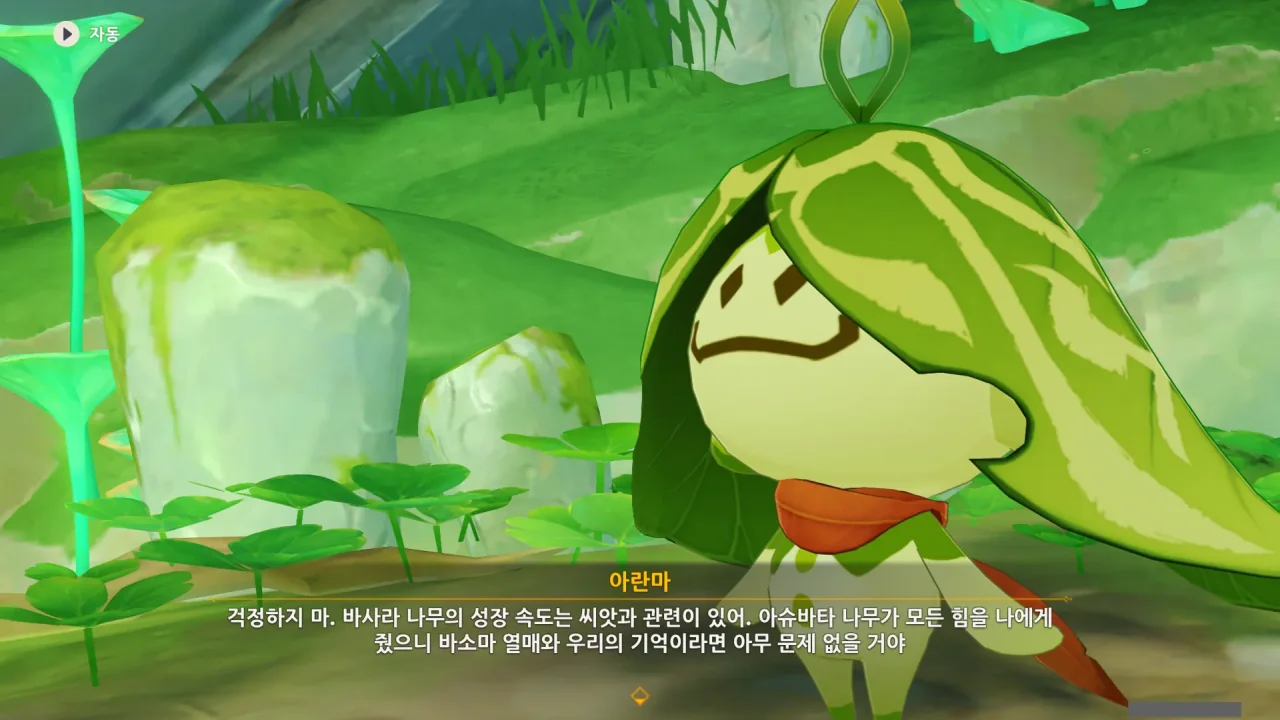 자동
아란마
걱정하지 마. 바사라 나무의 성장 속도는 씨앗과 관련이 있어. 아슈바타 나무가 모든 힘을 나에게
줬으니 바소마 열매와 우리의 기억이라면 아무 문제 없을 거야